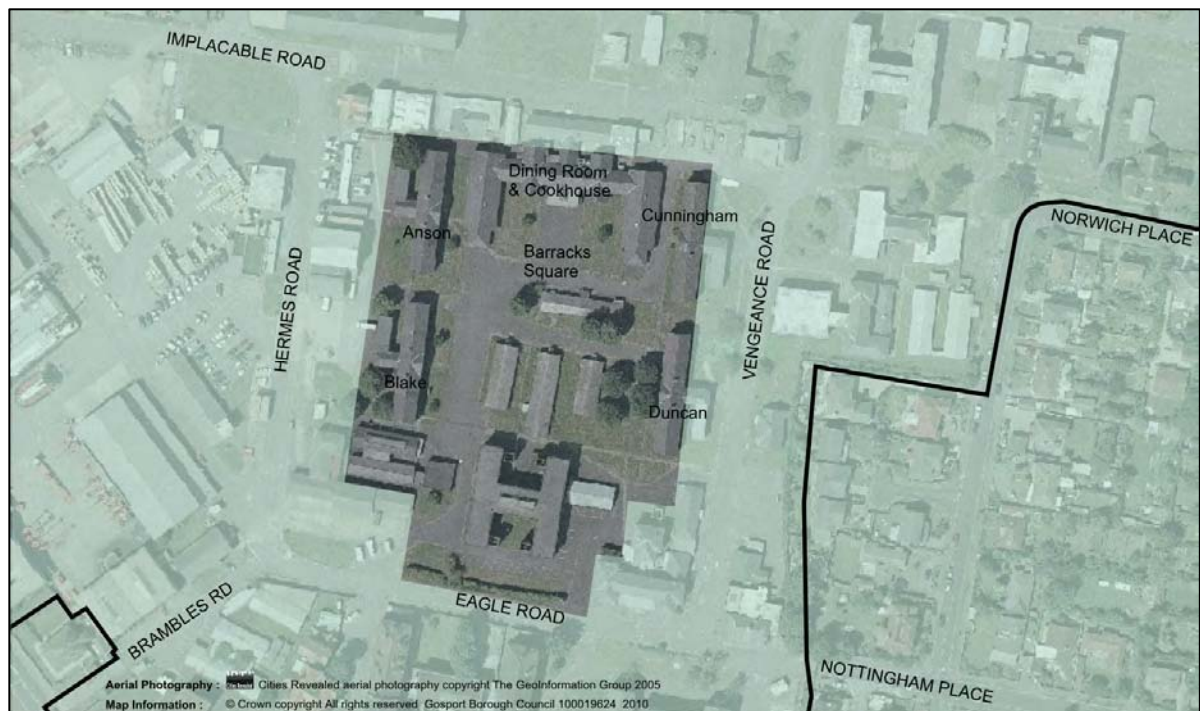 IMPLACABLE ROAD
Dining Room
& Cookhouse
Cunningham
NORWICH PLACE
Anson
Barracks
Square
HERMES ROAD
VENGEANCE ROAD
Blake
Duncan
EAGLE ROAD
BRAMBLES RD
NOTTINGHAM PLACE
Aerial Photography : Cities Revealed aerial photography copyright The GeoInformation Group 2005
Map Information : © Crown copyright All rights reserved Gosport Borough Council 100019624 2010